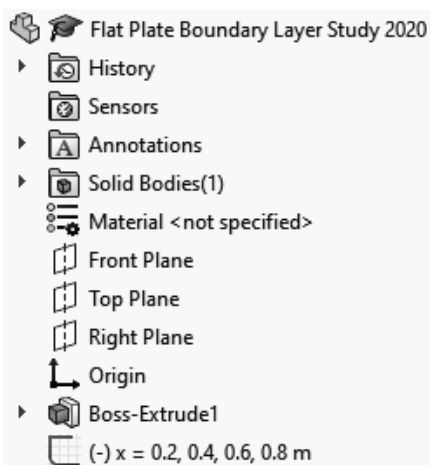 Flat Plate Boundary Layer Study 2020
History
Sensors
A Annotations
Solid Bodies(1)
Material <not specified>
Front Plane
Top Plane
Right Plane
Origin
Boss-Extrude1
(-) x = 0.2, 0.4, 0.6, 0.8 m